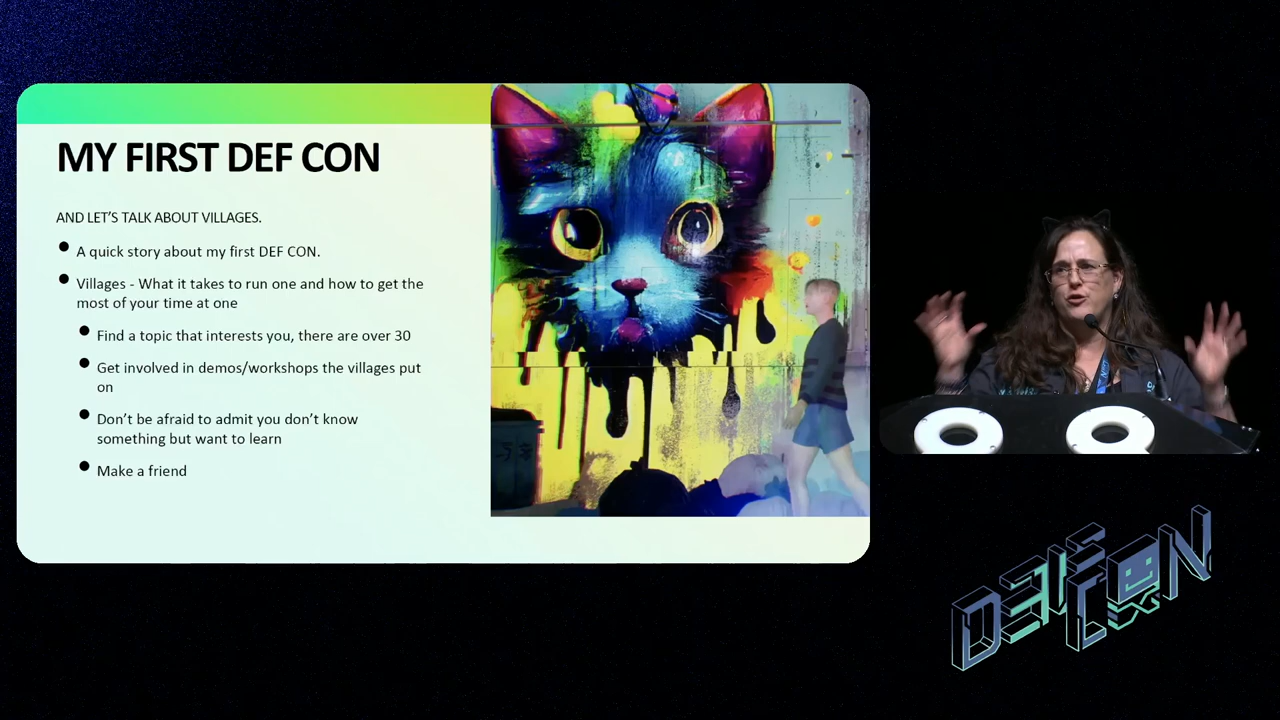 MY FIRST DEF CON
AND LET'S TALK ABOUT VILLAGES.
A quick story about my first DEF CON.
Villages - What it takes to run one and how to get the
most of your time at one
Find a topic that interests you, there are over 30
Get involved in demos/workshops the villages put
on
Don't be afraid to admit you don't know
something but want to learn
Make a friend
DEF
CON